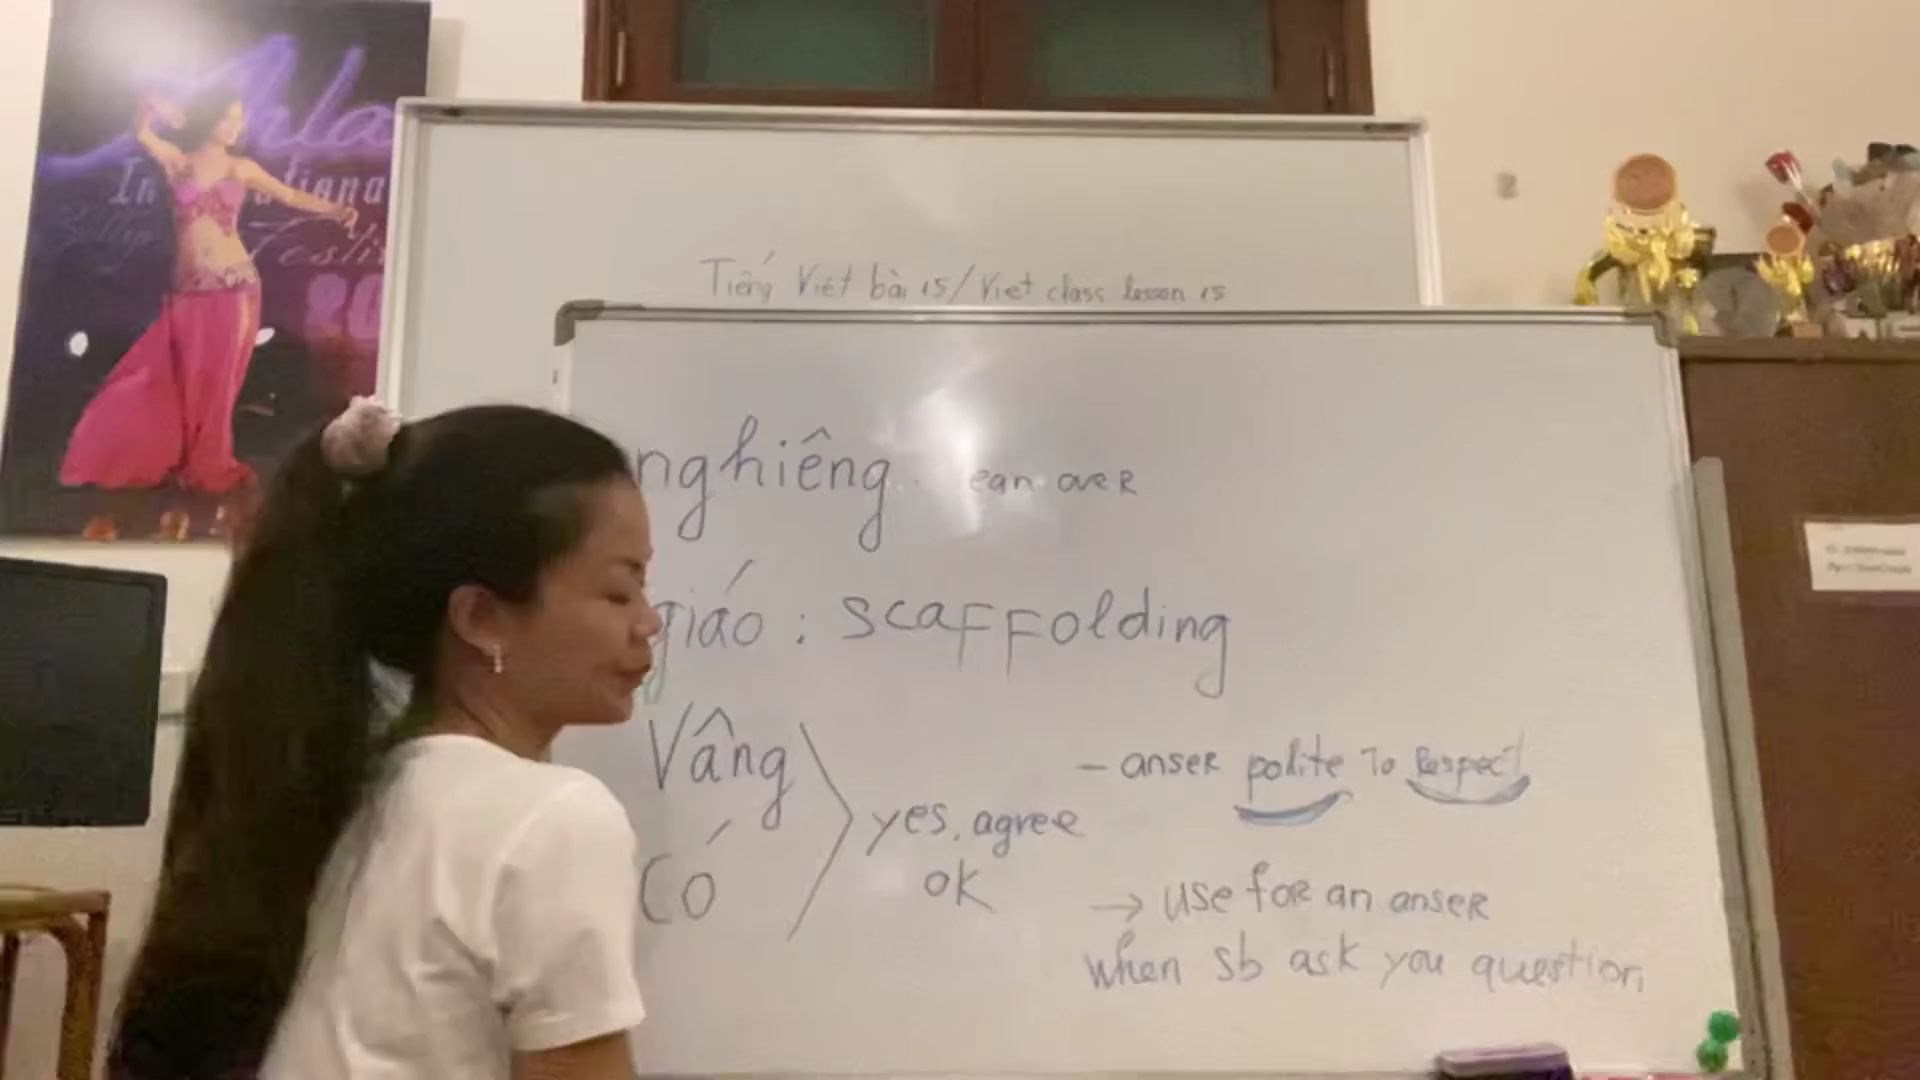 Tiếng Việt bài 15/ Viet class lesson 15
nghiêng ean over
giáo : scaffolding
Vâng
Có
yes, agree
ok
– anser polite To Respect
→ use for an anser
when sb ask you question